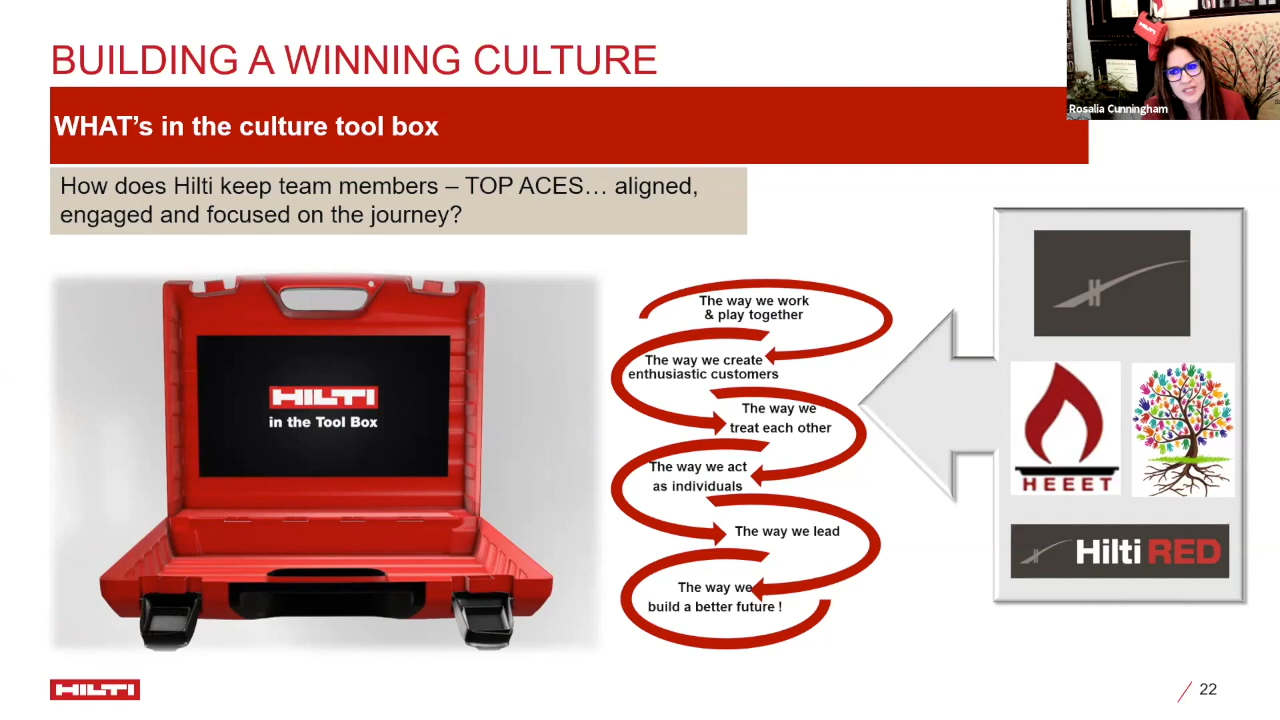 BUILDING A WINNING CULTURE
HILTI
Rosalia Cunningham
WHAT's in the culture tool box
How does Hilti keep team members – TOP ACES… aligned,
engaged and focused on the journey?
HILTI
in the Tool Box
The way we work
& play together
The way we create
enthusiastic customers
The way we
treat each other
The way we act
as individuals
The way we lead
The way we
build a better future !
H
HEEET
H
Hilti RED
HILTI
22